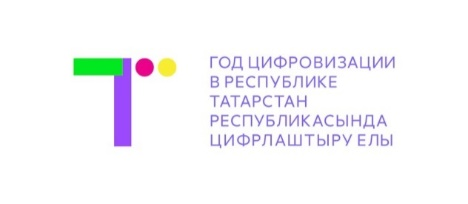 ГОД ЦИФРОВИЗАЦИИ
В РЕСПУБЛИКЕ
ТАТАРСТАН
РЕСПУБЛИКАСЫНДА
ЦИФРЛАШТЫРУ ЕЛЫ